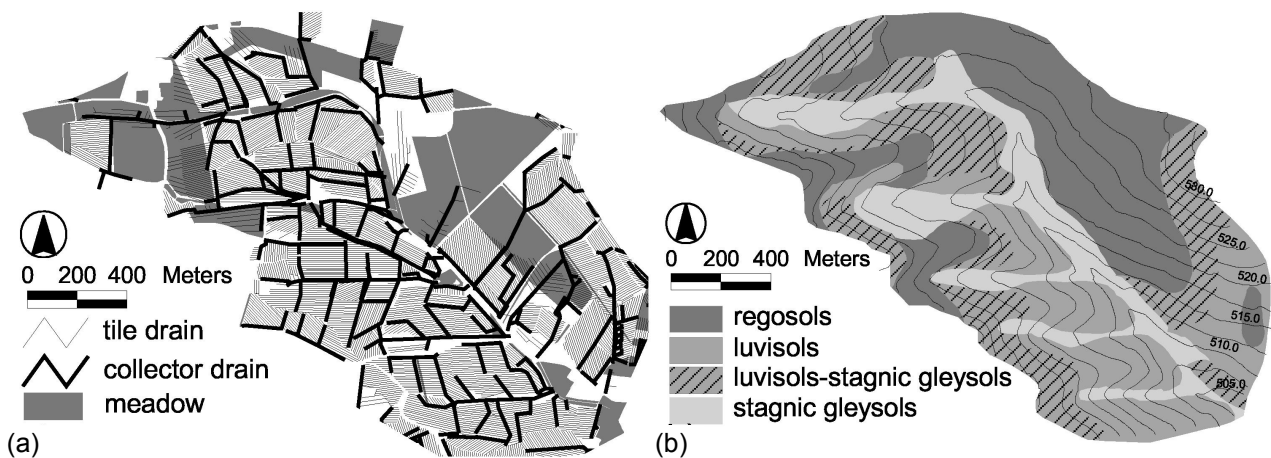 0 200 400 Meters
tile drain
collector drain
meadow
(a)
0 200 400 Meters
regosols
luvisols
luvisols-stagnic gleysols
stagnic gleysols
530.0
525.0
520.0
515.0
510.0
505.0
(b)